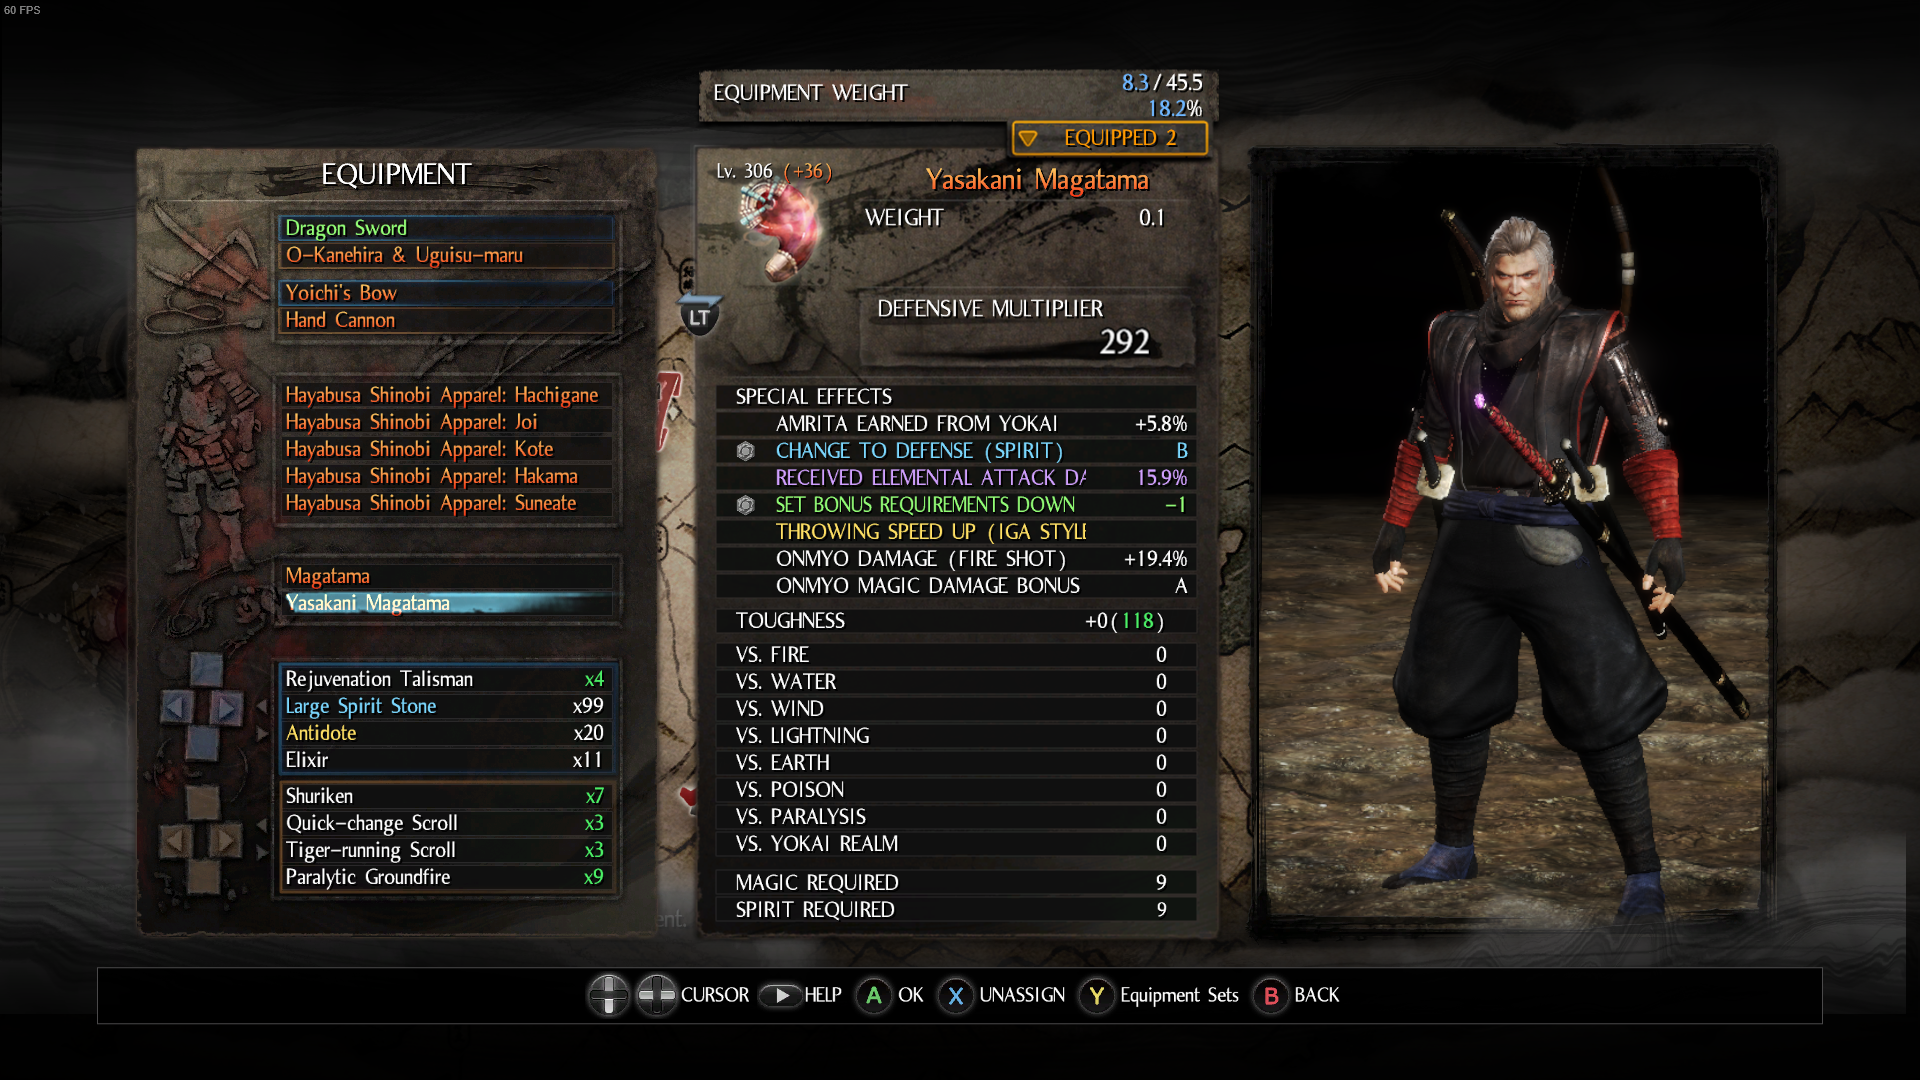 60 FPS
EQUIPMENT WEIGHT 8.3 / 45.5
18.2%
EQUIPPED 2
EQUIPMENT
Dragon Sword
O-Kanehira & Uguisu-maru
Yoichi's Bow
Hand Cannon
Hayabusa Shinobi Apparel: Hachigane
Hayabusa Shinobi Apparel: Joi
Hayabusa Shinobi Apparel: Kote
Hayabusa Shinobi Apparel: Hakama
Hayabusa Shinobi Apparel: Suneate
Magatama
Yasakani Magatama
Rejuvenation Talisman x4
Large Spirit Stone x99
Antidote x20
Elixir x11
Shuriken x7
Quick-change Scroll x3
Tiger-running Scroll x3
Paralytic Groundfire x9
Lv. 306 (+36)
Yasakani Magatama
WEIGHT 0.1
LT
DEFENSIVE MULTIPLIER
292
SPECIAL EFFECTS
AMRITA EARNED FROM YOKAI +5.8%
CHANGE TO DEFENSE (SPIRIT) B
RECEIVED ELEMENTAL ATTACK DA 15.9%
SET BONUS REQUIREMENTS DOWN -1
THROWING SPEED UP (IGA STYLE
ONMYO DAMAGE (FIRE SHOT) +19.4%
ONMYO MAGIC DAMAGE BONUS A
TOUGHNESS +0(118)
VS. FIRE 0
VS. WATER 0
VS. WIND 0
VS. LIGHTNING 0
VS. EARTH 0
VS. POISON 0
VS. PARALYSIS 0
VS. YOKAI REALM 0
MAGIC REQUIRED 9
SPIRIT REQUIRED 9
ent.
CURSOR HELP A OK X UNASSIGN Y Equipment Sets B BACK